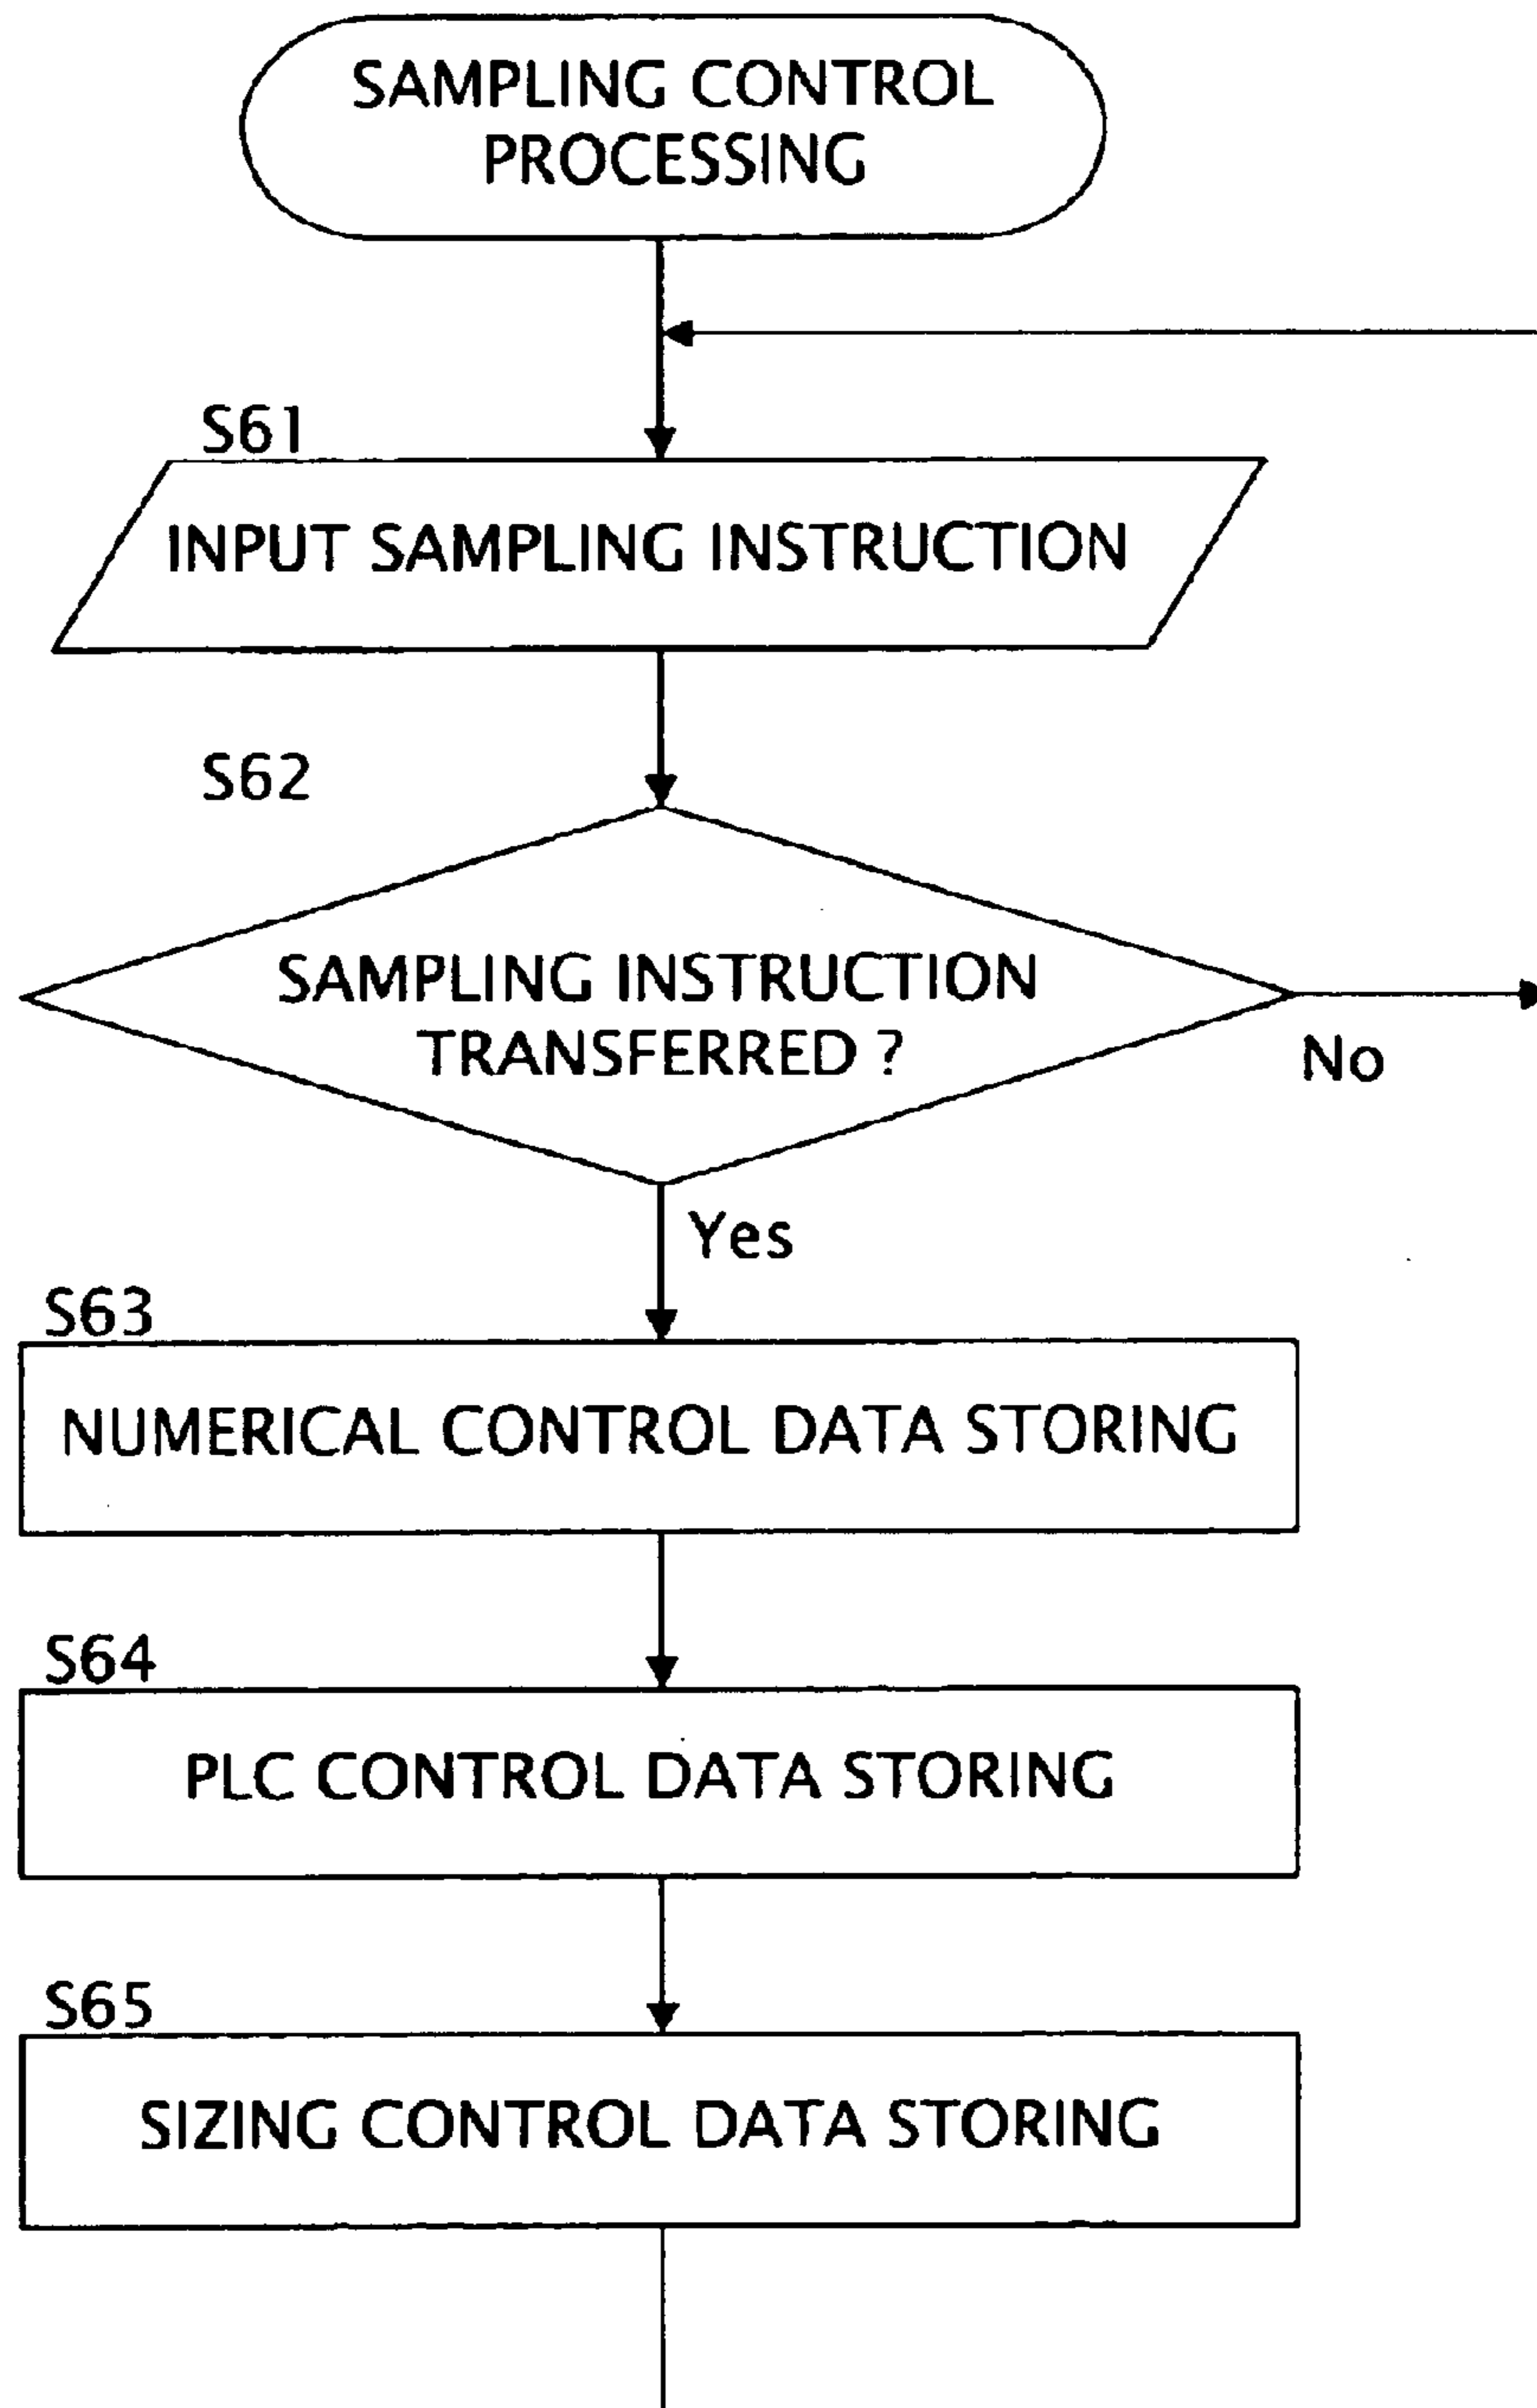 SAMPLING CONTROL
PROCESSING
S61
INPUT SAMPLING INSTRUCTION
S62
SAMPLING INSTRUCTION
TRANSFERRED ?
No
Yes
S63
NUMERICAL CONTROL DATA STORING
S64
PLC CONTROL DATA STORING
S65
SIZING CONTROL DATA STORING